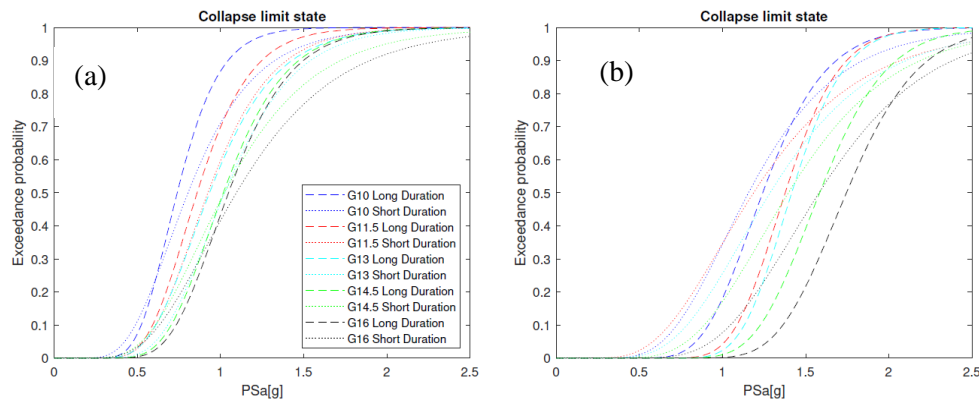 Collapse limit state
(a)
1
0.9
0.8
0.7
0.6
0.5
0.4
0.3
0.2
0.1
0
Exceedance probability
0 0.5 1 1.5 2 2.5
PSa[g]
G10 Long Duration
G10 Short Duration
G11.5 Long Duration
G11.5 Short Duration
G13 Long Duration
G13 Short Duration
G14.5 Long Duration
G14.5 Short Duration
G16 Long Duration
G16 Short Duration
Collapse limit state
(b)
1
0.9
0.8
0.7
0.6
0.5
0.4
0.3
0.2
0.1
0
Exceedance probability
0 0.5 1 1.5 2 2.5
PSa[g]